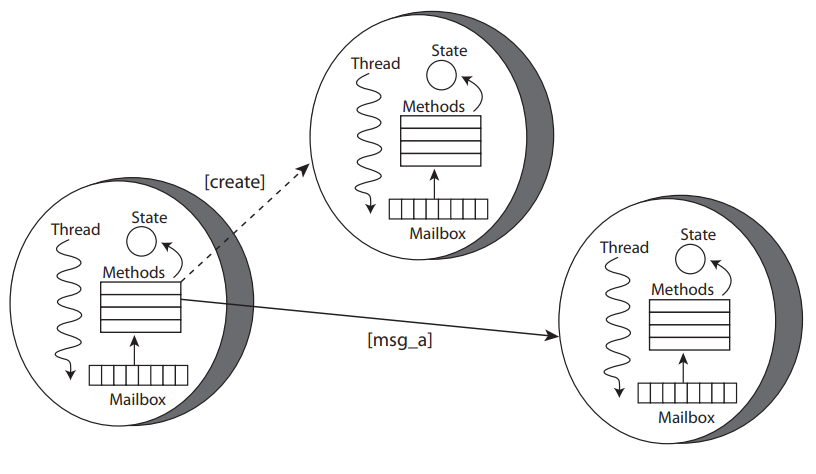 State
Thread
Methods
Mailbox
[create]
State
Thread
Methods
Mailbox
[msg_a]
State
Thread
Methods
Mailbox